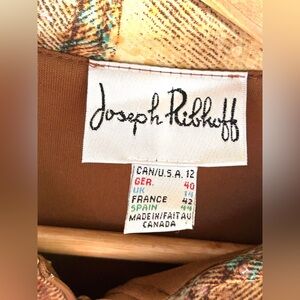 Joseph Ribkoff
CAN/U.S.A. 12
GER. 40
UK 14
FRANCE 42
SPAIN 44
MADE IN/FAIT AU
CANADA